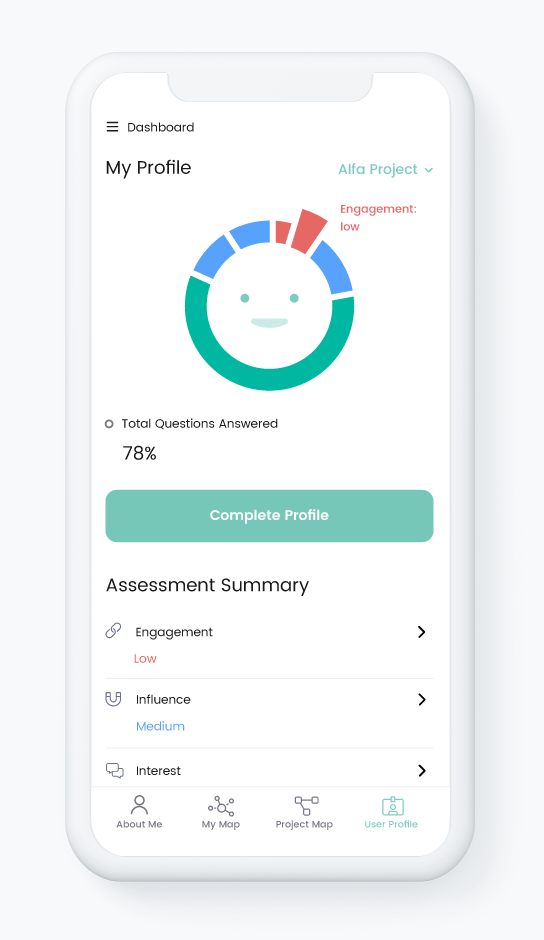 Dashboard
My Profile
Alfa Project
Engagement:
low
Total Questions Answered
78%
Complete Profile
Assessment Summary
Engagement
Low
Influence
Medium
Interest
About Me
My Map
Project Map
User Profile